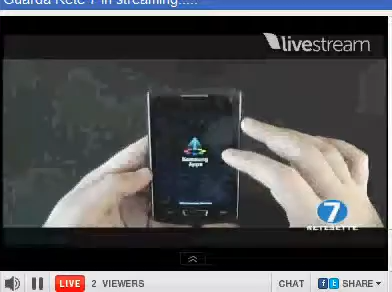 Guarda Rete 7 in streaming.....
livestream
Samsung
Apps
7
RETESETTE
LIVE 2 VIEWERS CHAT f t SHARE